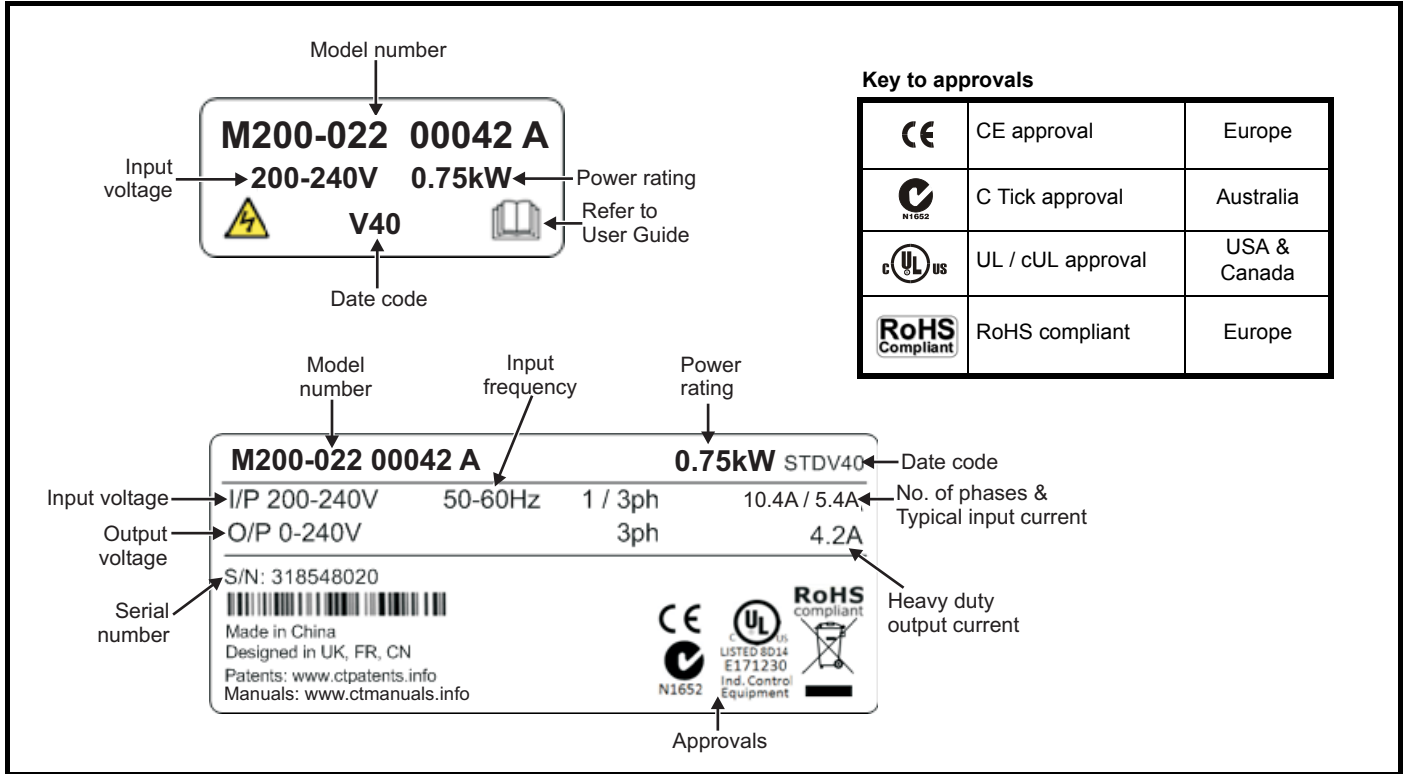 Model number
M200-022 00042 A
Input
voltage
200-240V 0.75kW
Power rating
V40
Refer to
User Guide
Date code
Key to approvals
CE CE approval Europe
N1652 C Tick approval Australia
c UL us UL / cUL approval USA &
Canada
RoHS
Compliant RoHS compliant Europe
Model
number
Input
frequency
Power
rating
M200-022 00042 A 0.75kW STDV40
Date code
Input voltage
I/P 200-240V 50-60Hz 1 / 3ph 10.4A / 5.4A
No. of phases &
Typical input current
Output
voltage
O/P 0-240V 3ph 4.2A
Heavy duty
output current
Serial
number
S/N: 318548020
Made in China
Designed in UK, FR, CN
Patents: www.ctpatents.info
Manuals: www.ctmanuals.info
CE
N1652
c UL us
LISTED 8D14
E171230
Ind. Control
Equipment
RoHS
compliant
Approvals